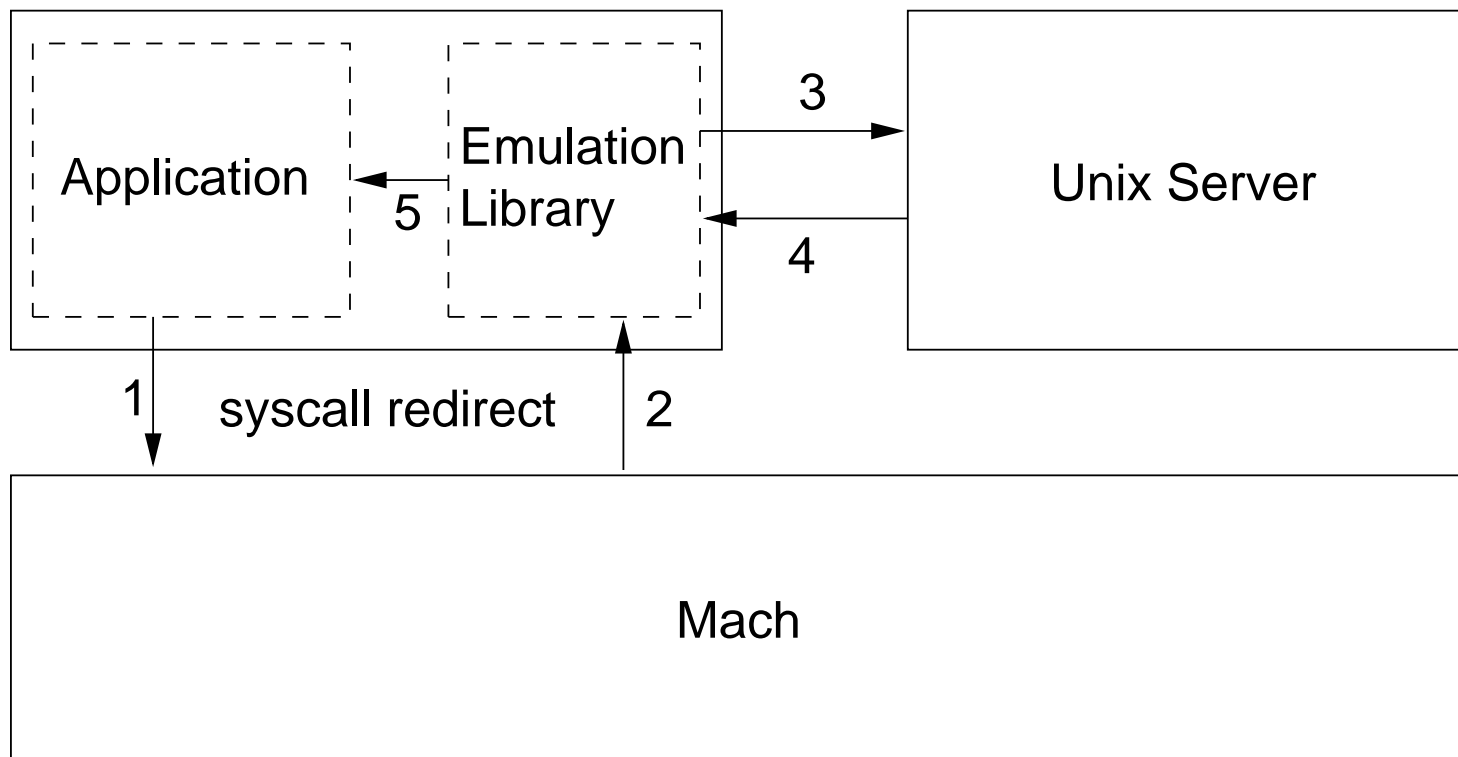 3
Emulation
Application
Library
Unix Server
5
4
1
syscall redirect
2
Mach